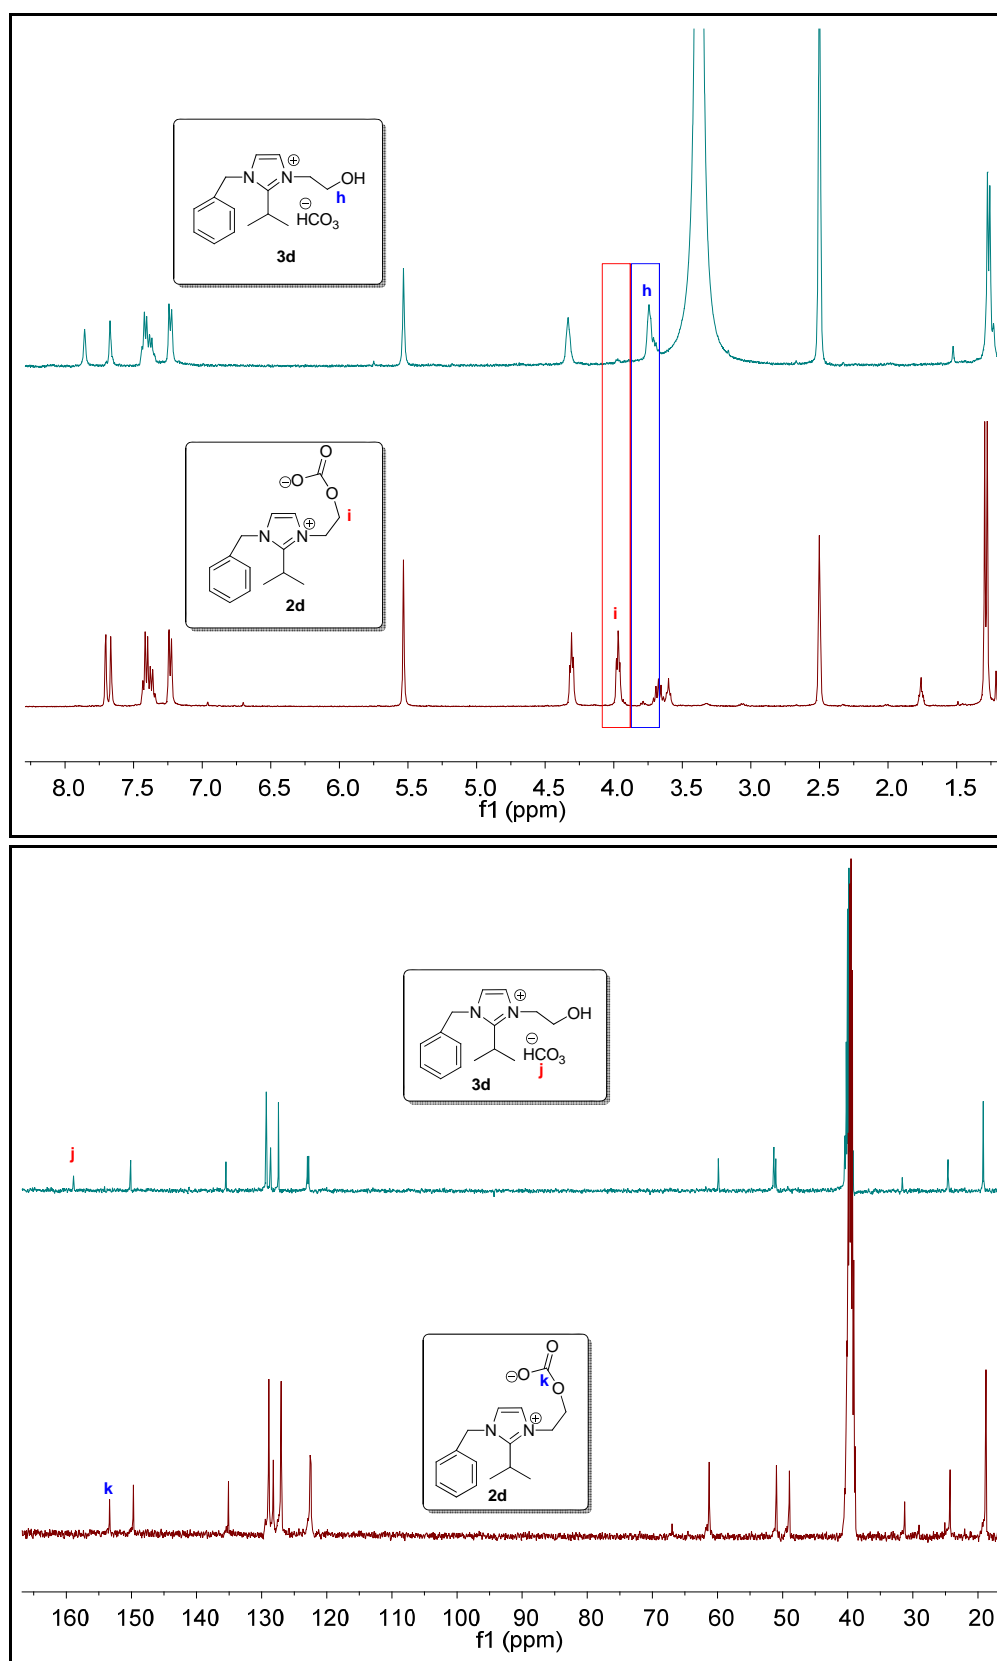 ⊕
N
N
OH
h
⊖
HCO3
3d
h
O
⊖O
O
i
N
N
⊕
2d
i
8.0 7.5 7.0 6.5 6.0 5.5 5.0 4.5 4.0 3.5 3.0 2.5 2.0 1.5
f1 (ppm)
⊕
N
N
OH
⊖
HCO3
j
3d
j
O
⊖O
k
O
⊕
N
N
2d
k
160 150 140 130 120 110 100 90 80 70 60 50 40 30 20
f1 (ppm)